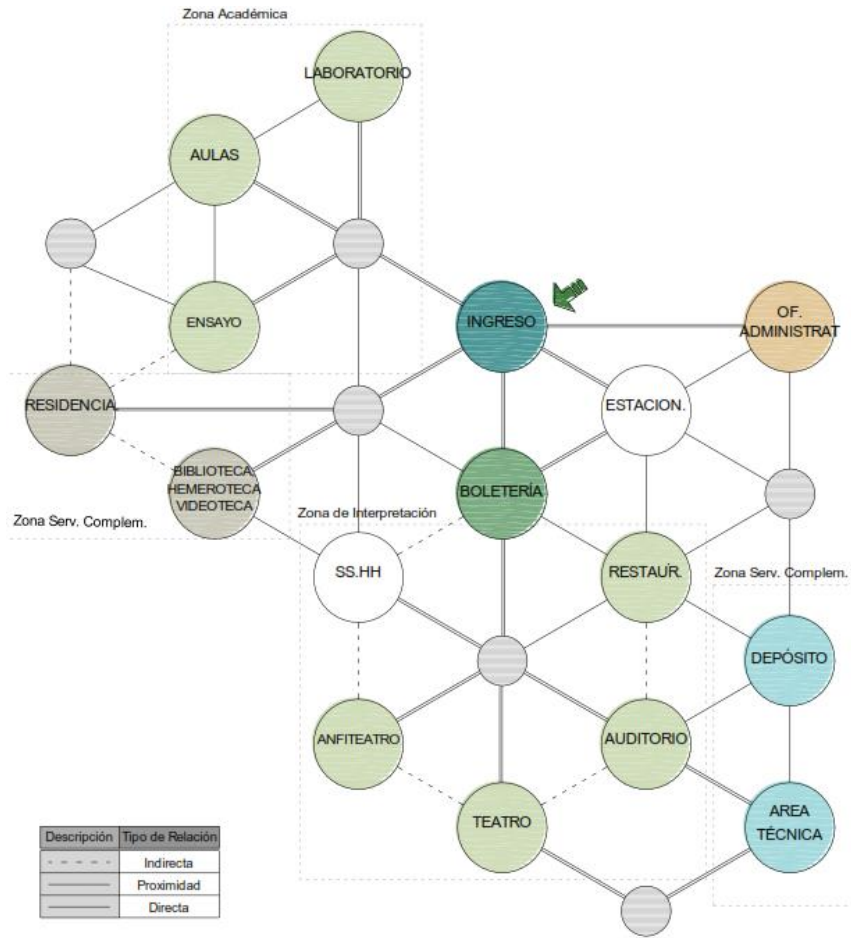 Zona Académica
LABORATORIO
AULAS
ENSAYO
INGRESO
OF.
ADMINISTRAT
RESIDENCIA.
ESTACION.
BIBLIOTECA.
HEMEROTECA
VIDEOTECA
BOLETERÍA
Zona de Interpretación
Zona Serv. Complem.
SS.HH
RESTAUŔ.
Zona Serv. Complem.
DEPÓSITO
ANFITEATRO
AUDITORIO
TEATRO
AREA
TÉCNICA
Descripción Tipo de Relación
Indirecta
Proximidad
Directa